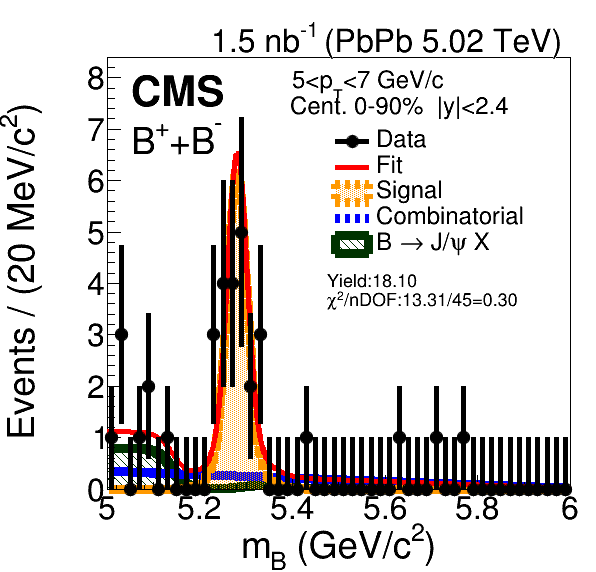 1.5 nb⁻¹ (PbPb 5.02 TeV)
CMS
B⁺+B⁻
5<p_T<7 GeV/c
Cent. 0-90% |y|<2.4
Data
Fit
Signal
Combinatorial
B → J/ψ X
Yield:18.10
χ²/nDOF:13.31/45=0.30
Events / (20 MeV/c²)
8
7
6
5
4
3
2
1
0
5 5.2 5.4 5.6 5.8 6
m_B (GeV/c²)